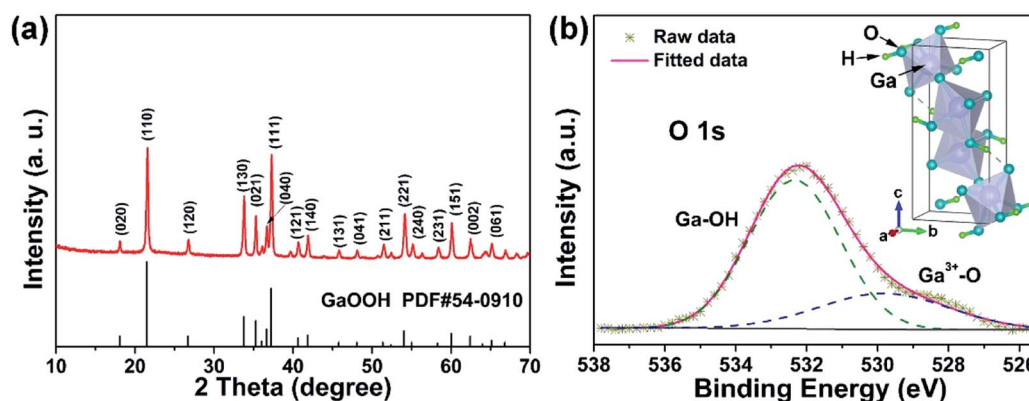 (a)
Intensity (a. u.)
(020)
(110)
(120)
(130)
(021)
(111)
(040)
(121)
(140)
(131)
(041)
(211)
(221)
(240)
(231)
(151)
(002)
(061)
GaOOH PDF#54-0910
10 20 30 40 50 60 70
2 Theta (degree)
(b)
Intensity (a.u.)
Raw data
Fitted data
O 1s
Ga-OH
Ga³⁺-O
O
H
Ga
c
a
b
538 536 534 532 530 528 526
Binding Energy (eV)